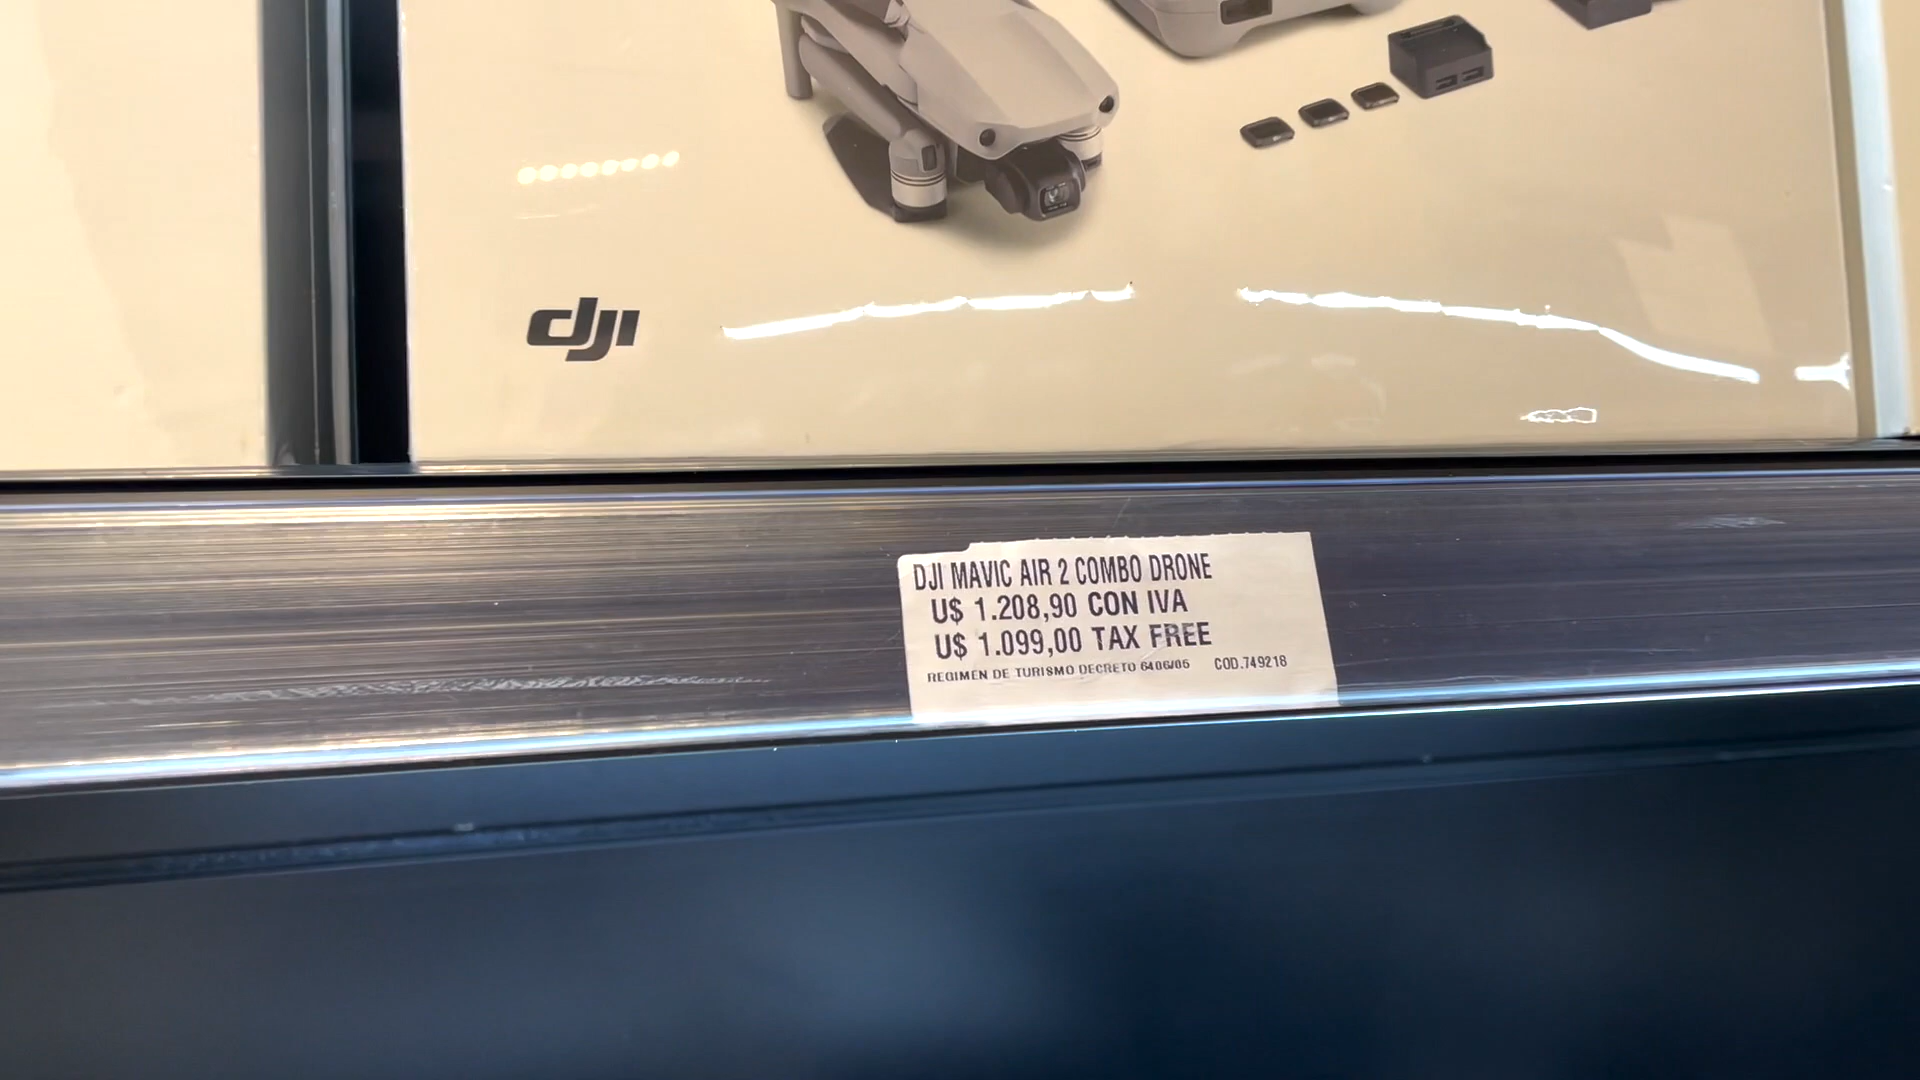 dji
DJI MAVIC AIR 2 COMBO DRONE
U$ 1.208,90 CON IVA
U$ 1.099,00 TAX FREE
REGIMEN DE TURISMO DECRETO 6406/05 COD.749218